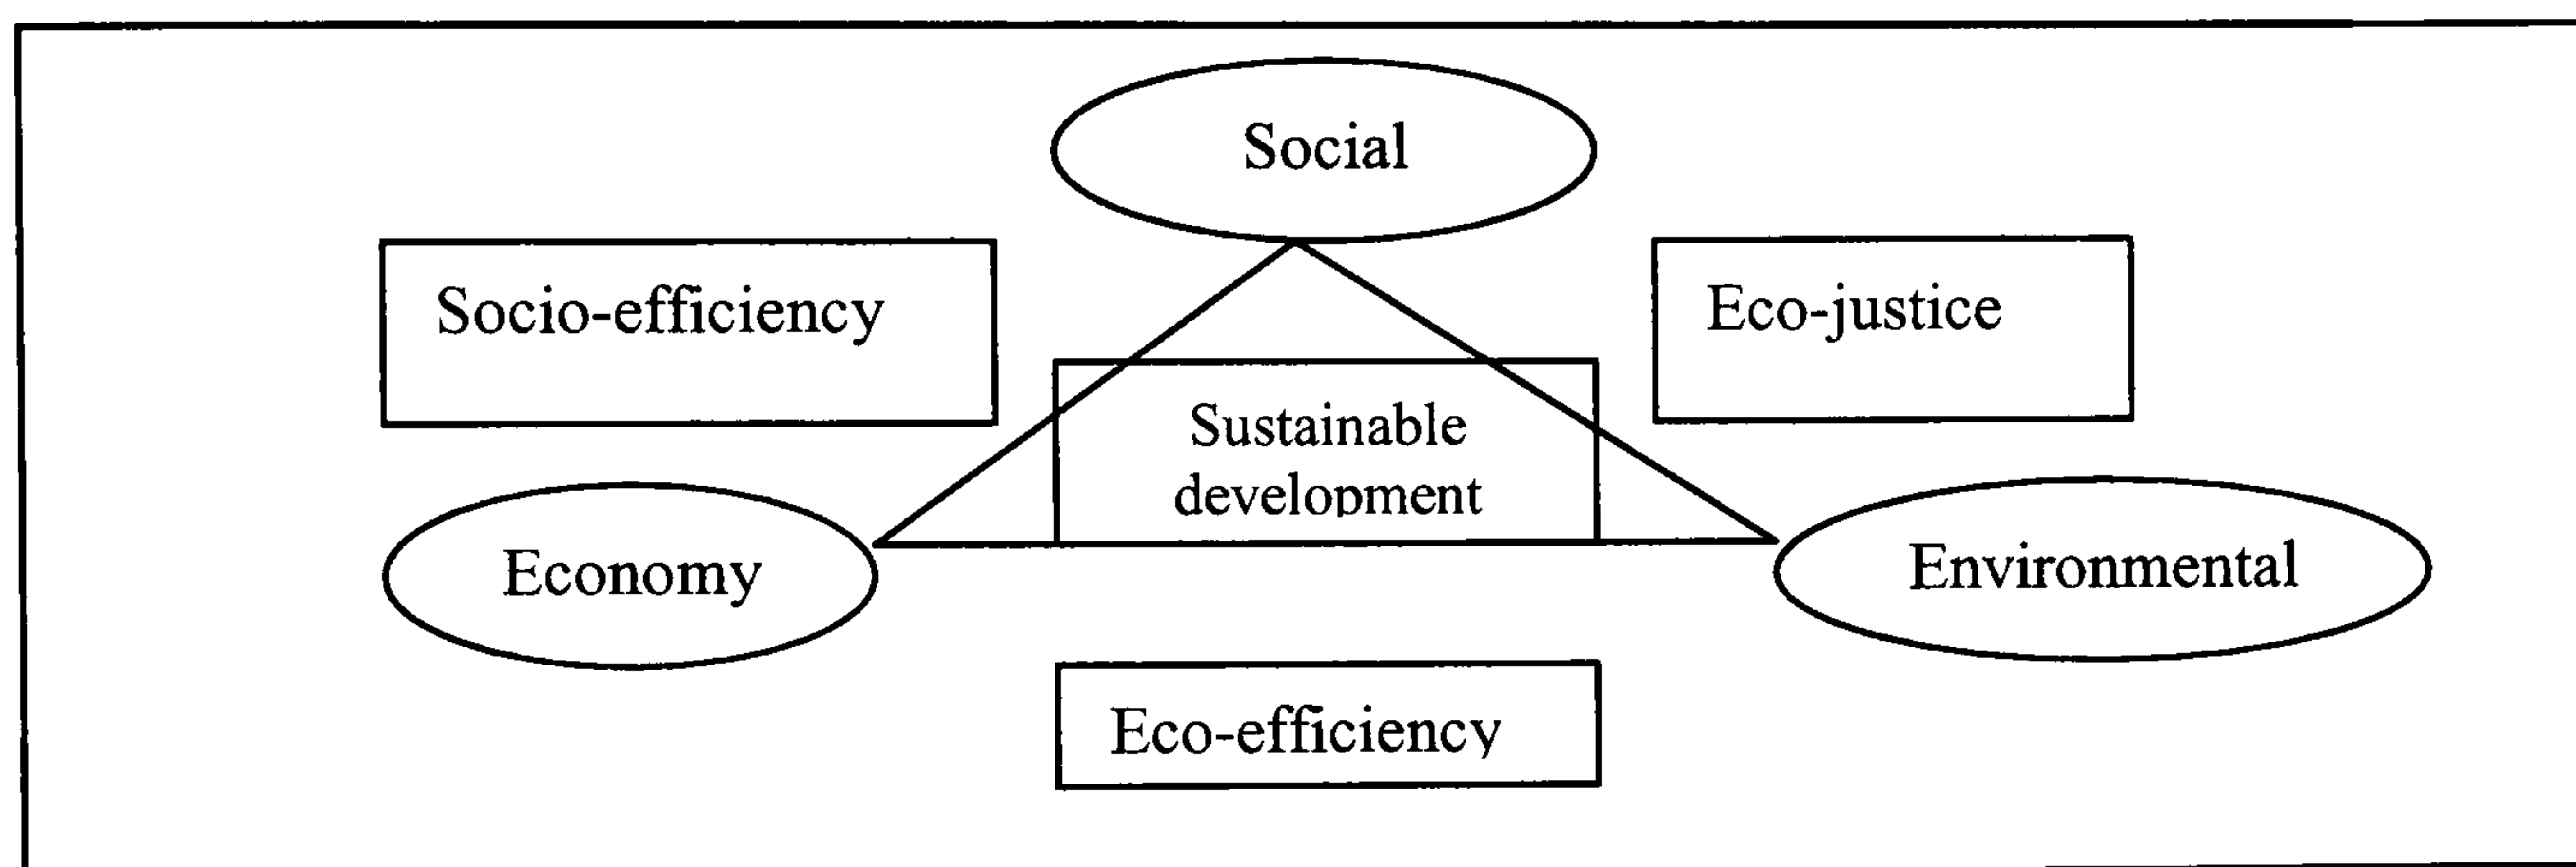 Social
Socio-efficiency
Eco-justice
Sustainable
development
Economy
Environmental
Eco-efficiency